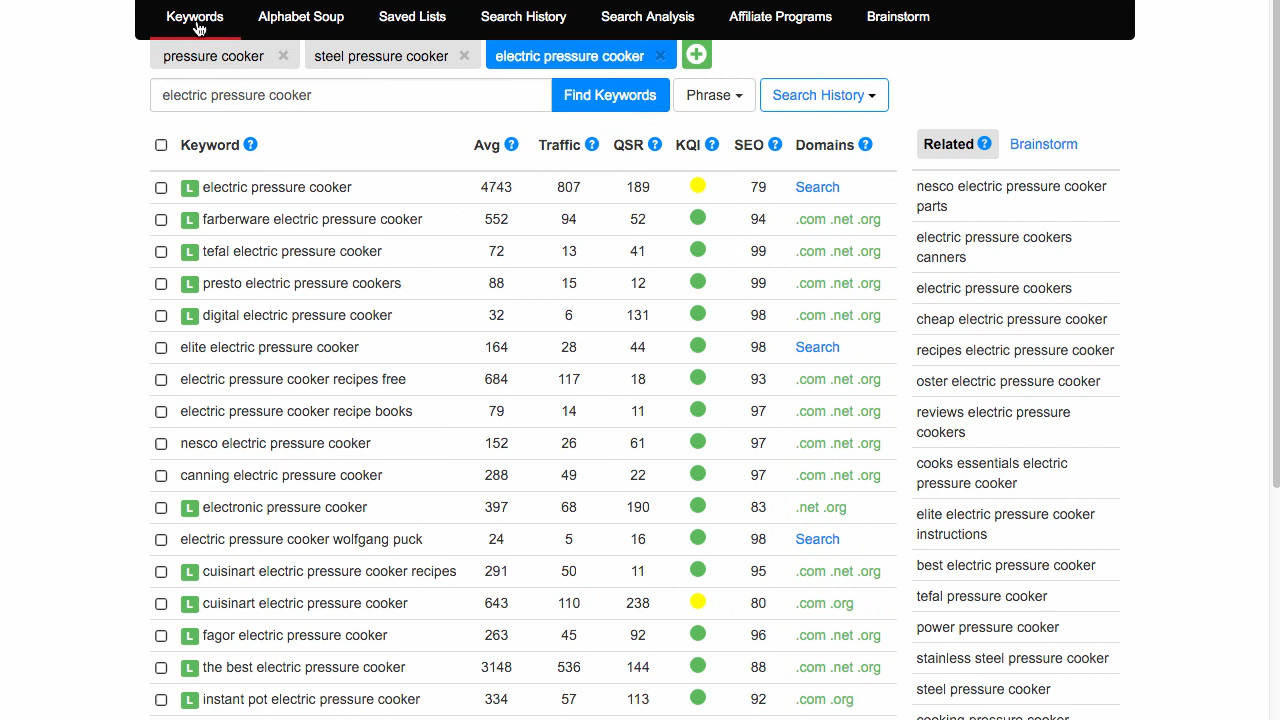 Keywords Alphabet Soup Saved Lists Search History Search Analysis Affiliate Programs Brainstorm
pressure cooker × steel pressure cooker × electric pressure cooker ×
electric pressure cooker Find Keywords Phrase Search History
Keyword ? Avg ? Traffic ? QSR ? KQI ? SEO ? Domains ?
L electric pressure cooker 4743 807 189 79 Search
L farberware electric pressure cooker 552 94 52 94 .com .net .org
L tefal electric pressure cooker 72 13 41 99 .com .net .org
L presto electric pressure cookers 88 15 12 99 .com .net .org
L digital electric pressure cooker 32 6 131 98 .com .net .org
elite electric pressure cooker 164 28 44 98 Search
electric pressure cooker recipes free 684 117 18 93 .com .net .org
electric pressure cooker recipe books 79 14 11 97 .com .net .org
nesco electric pressure cooker 152 26 61 97 .com .net .org
canning electric pressure cooker 288 49 22 97 .com .net .org
L electronic pressure cooker 397 68 190 83 .net .org
electric pressure cooker wolfgang puck 24 5 16 98 Search
L cuisinart electric pressure cooker recipes 291 50 11 95 .com .net .org
L cuisinart electric pressure cooker 643 110 238 80 .com .org
L fagor electric pressure cooker 263 45 92 96 .com .net .org
L the best electric pressure cooker 3148 536 144 88 .com .net .org
L instant pot electric pressure cooker 334 57 113 92 .com .org
Related ? Brainstorm
nesco electric pressure cooker
parts
electric pressure cookers
canners
electric pressure cookers
cheap electric pressure cooker
recipes electric pressure cooker
oster electric pressure cooker
reviews electric pressure
cookers
cooks essentials electric
pressure cooker
elite electric pressure cooker
instructions
best electric pressure cooker
tefal pressure cooker
power pressure cooker
stainless steel pressure cooker
steel pressure cooker
cooking pressure cooker